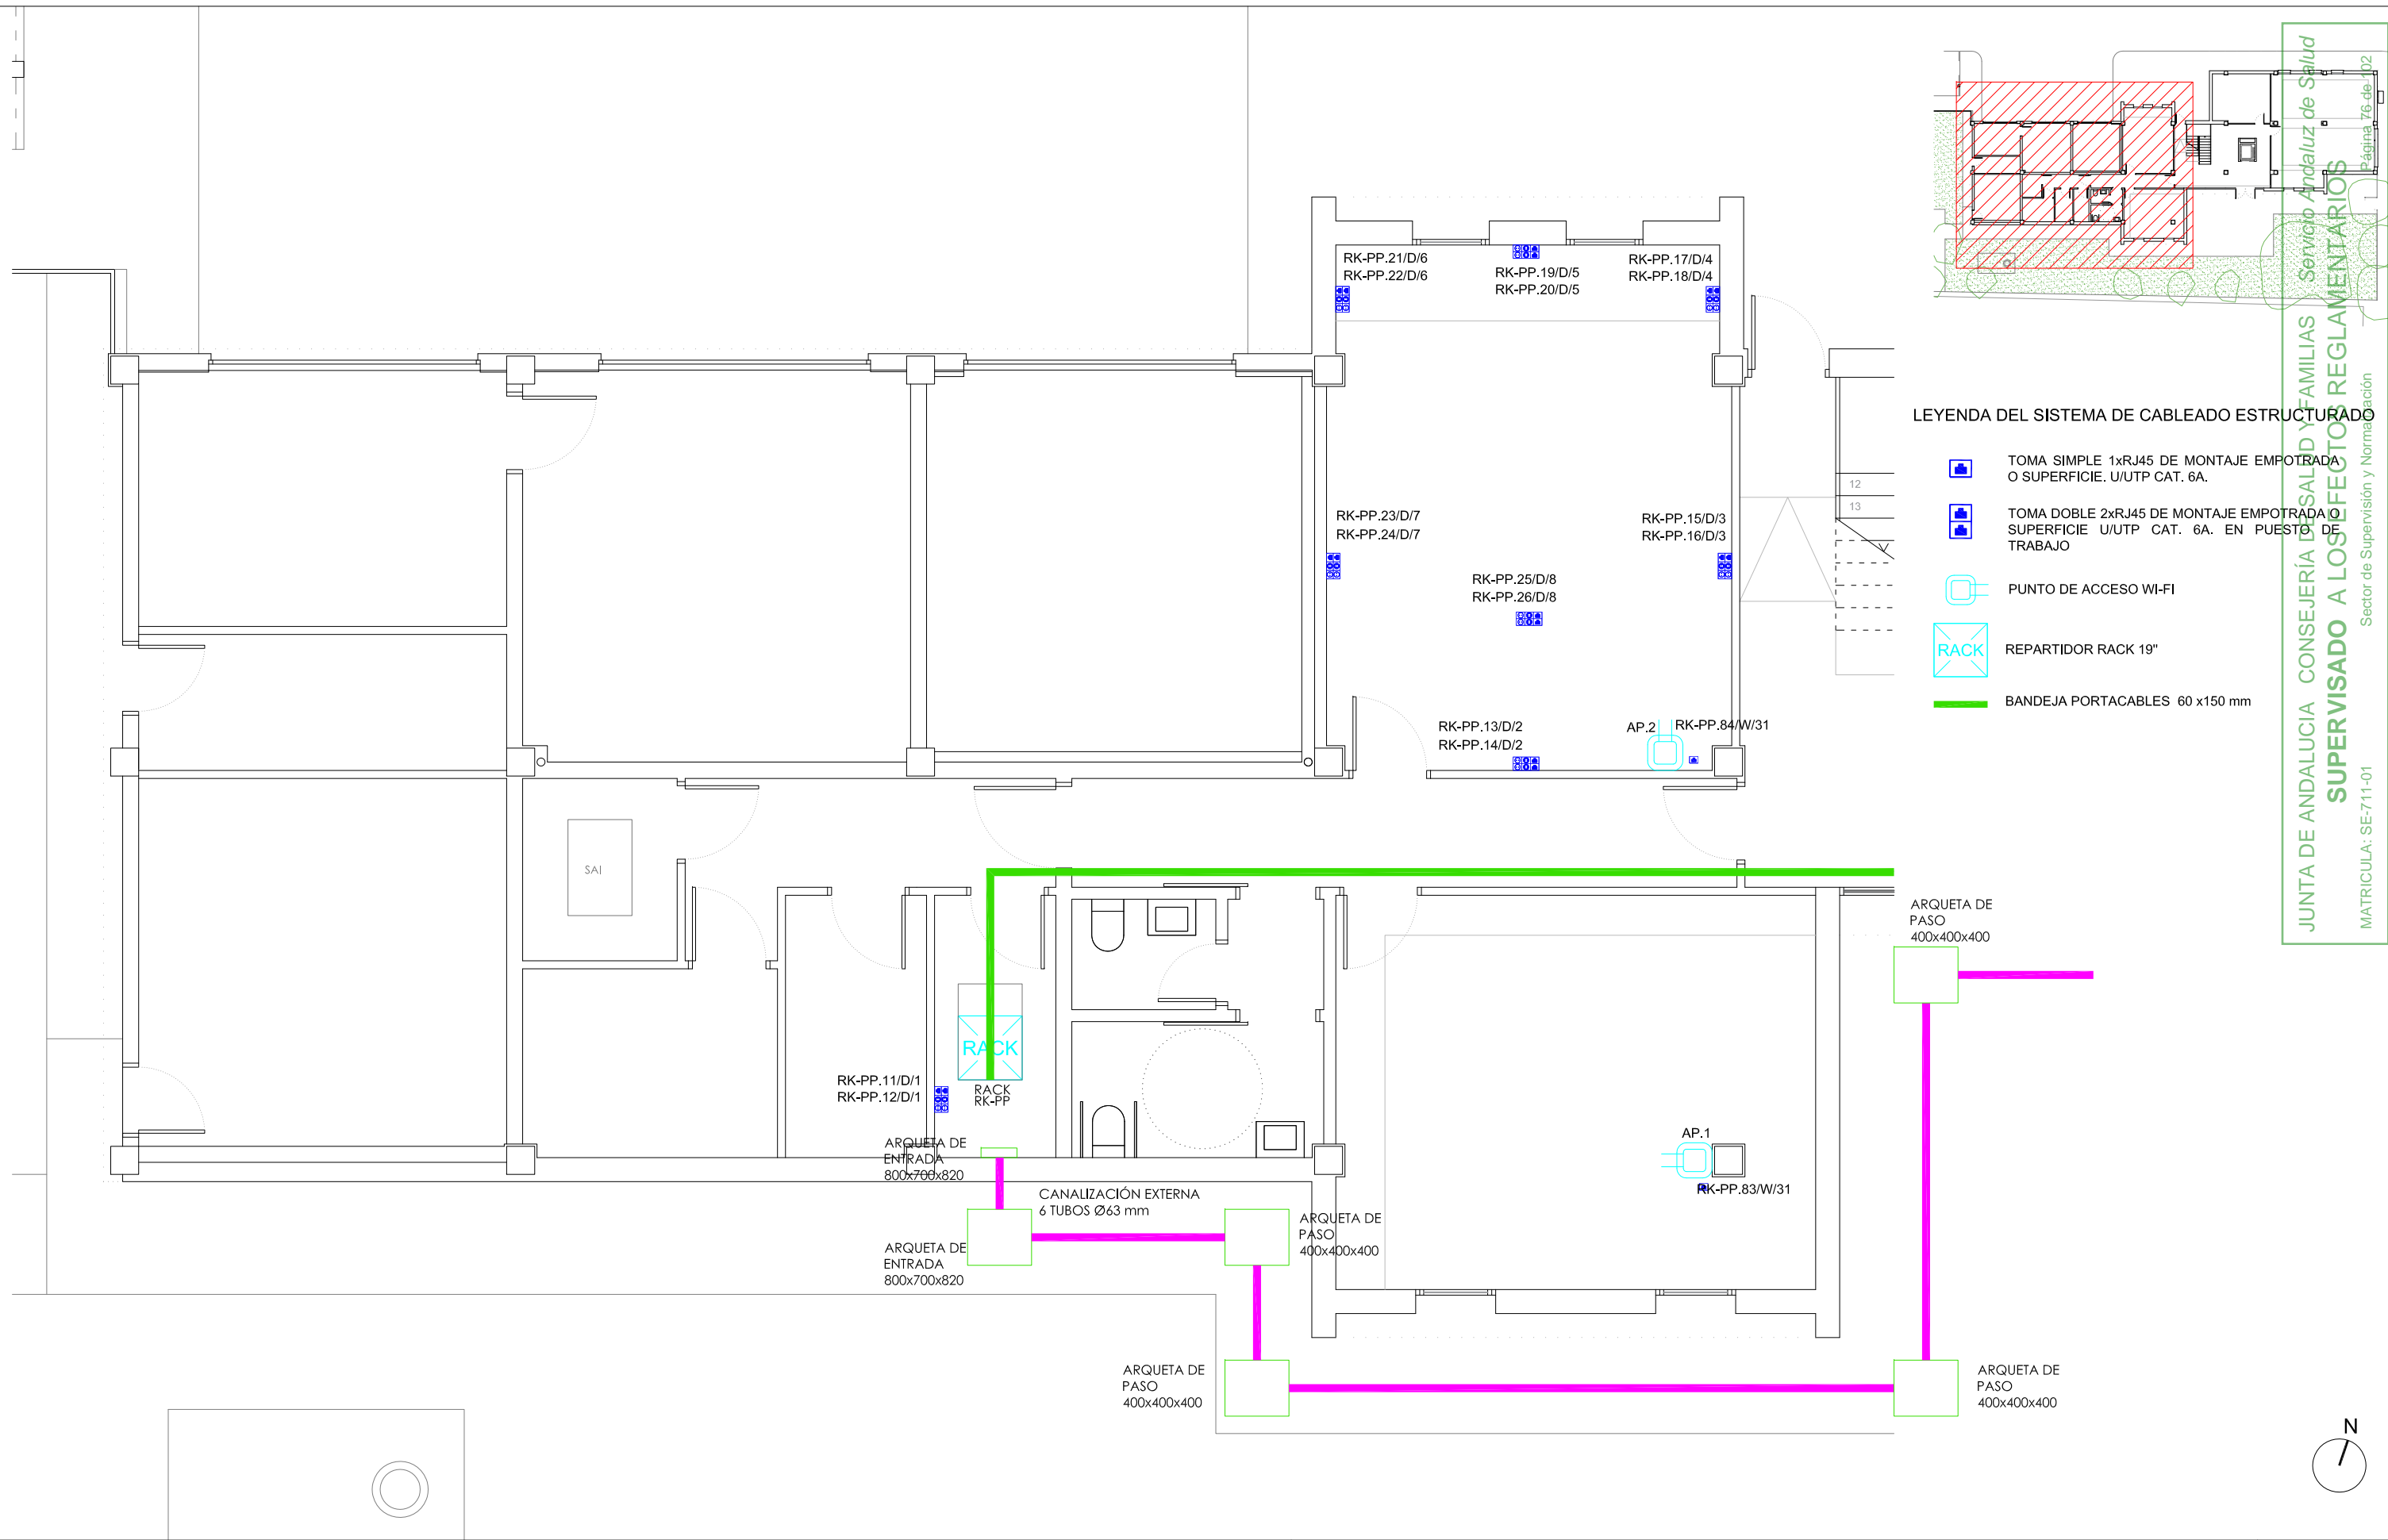 RK-PP.21/D/6
RK-PP.22/D/6
RK-PP.19/D/5
RK-PP.20/D/5
RK-PP.17/D/4
RK-PP.18/D/4
RK-PP.23/D/7
RK-PP.24/D/7
RK-PP.15/D/3
RK-PP.16/D/3
RK-PP.25/D/8
RK-PP.26/D/8
RK-PP.13/D/2
RK-PP.14/D/2
AP.2
RK-PP.84/W/31
12
13
SAI
RACK
RACK
RK-PP
RK-PP.11/D/1
RK-PP.12/D/1
ARQUETA DE
ENTRADA
800x700x820
CANALIZACIÓN EXTERNA
6 TUBOS Ø63 mm
ARQUETA DE
ENTRADA
800x700x820
ARQUETA DE
PASO
400x400x400
AP.1
RK-PP.83/W/31
ARQUETA DE
PASO
400x400x400
ARQUETA DE
PASO
400x400x400
ARQUETA DE
PASO
400x400x400
LEYENDA DEL SISTEMA DE CABLEADO ESTRUCTURADO
TOMA SIMPLE 1xRJ45 DE MONTAJE EMPOTRADA
O SUPERFICIE. U/UTP CAT. 6A.
TOMA DOBLE 2xRJ45 DE MONTAJE EMPOTRADA O
SUPERFICIE U/UTP CAT. 6A. EN PUESTO DE
TRABAJO
PUNTO DE ACCESO WI-FI
RACK
REPARTIDOR RACK 19"
BANDEJA PORTACABLES 60 x150 mm
JUNTA DE ANDALUCIA CONSEJERÍA DE SALUD Y FAMILIAS Servicio Andaluz de Salud
SUPERVISADO A LOS EFECTOS REGLAMENTARIOS
MATRICULA: SE-711-01 Sector de Supervisión y Normalización Página 76 de 102
N